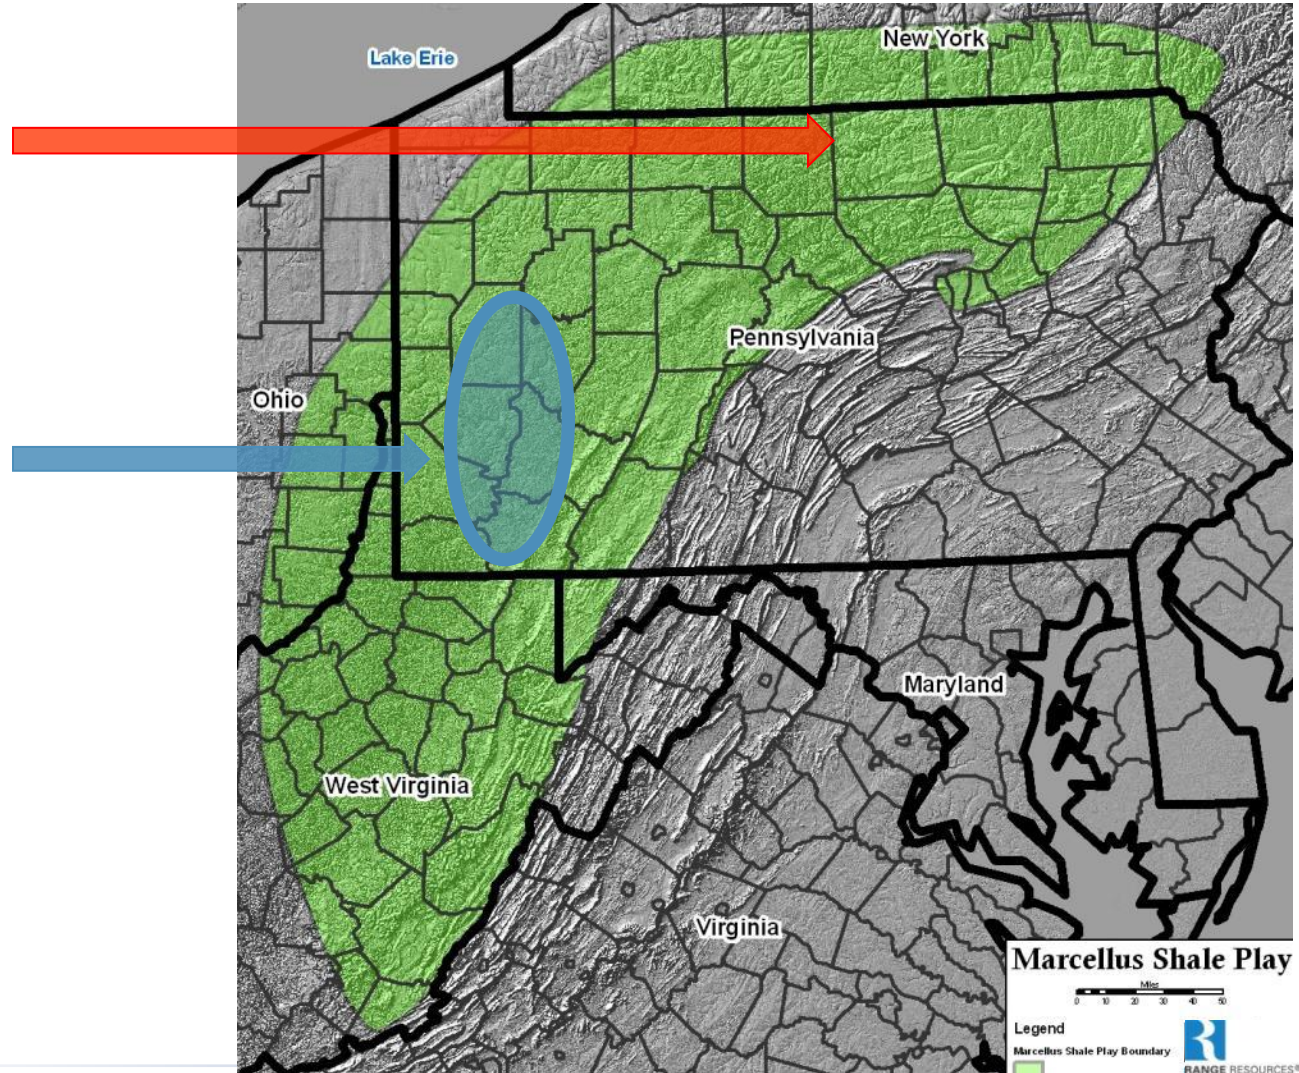 New York
Lake Erie
Pennsylvania
Ohio
Maryland
West Virginia
Virginia
Marcellus Shale Play
Miles
0 10 20 30 40 50
Legend
Marcellus Shale Play Boundary
RANGE RESOURCES®